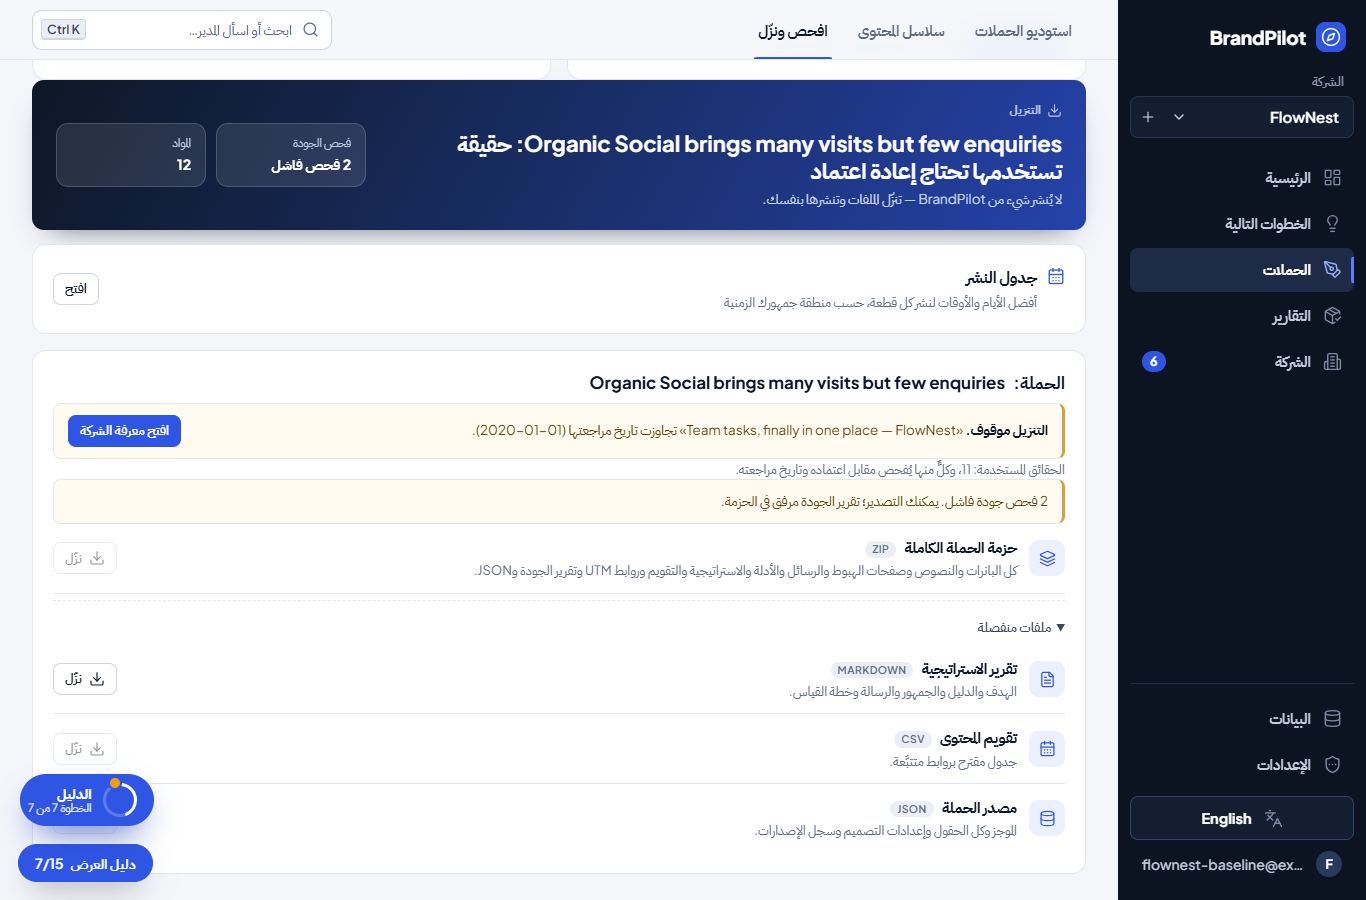 BrandPilot
الشركة
FlowNest
الرئيسية
الخطوات التالية
الحملات
التقارير
الشركة
6
البيانات
الإعدادات
English
F flownest-baseline@ex...
استوديو الحملات
سلاسل المحتوى
افحص ونزّل
ابحث أو اسأل المدير...
Ctrl K
التنزيل
Organic Social brings many visits but few enquiries: حقيقة
تستخدمها تحتاج إعادة اعتماد
لا يُنشر شيء من BrandPilot — تنزّل الملفات وتنشرها بنفسك.
فحص الجودة
2 فحص فاشل
المواد
12
جدول النشر
أفضل الأيام والأوقات لنشر كل قطعة، حسب منطقة جمهورك الزمنية
افتح
الحملة: Organic Social brings many visits but few enquiries
التنزيل موقوف. «Team tasks, finally in one place — FlowNest» تجاوزت تاريخ مراجعتها (2020-01-01).
افتح معرفة الشركة
الحقائق المستخدمة: 11، وكلٌّ منها يُفحص مقابل اعتماده وتاريخ مراجعته.
2 فحص جودة فاشل. يمكنك التصدير؛ تقرير الجودة مرفق في الحزمة.
حزمة الحملة الكاملة ZIP
كل البانرات والنصوص وصفحات الهبوط والرسائل والأدلة والاستراتيجية والتقويم وروابط UTM وتقرير الجودة وJSON.
نزّل
▼ ملفات منفصلة
تقرير الاستراتيجية MARKDOWN
الهدف والدليل والجمهور والرسالة وخطة القياس.
نزّل
تقويم المحتوى CSV
جدول مقترح بروابط متتبَّعة.
نزّل
مصدر الحملة JSON
الموجز وكل الحقول وإعدادات التصميم وسجل الإصدارات.
الدليل
الخطوة 7 من 7
دليل العرض 7/15